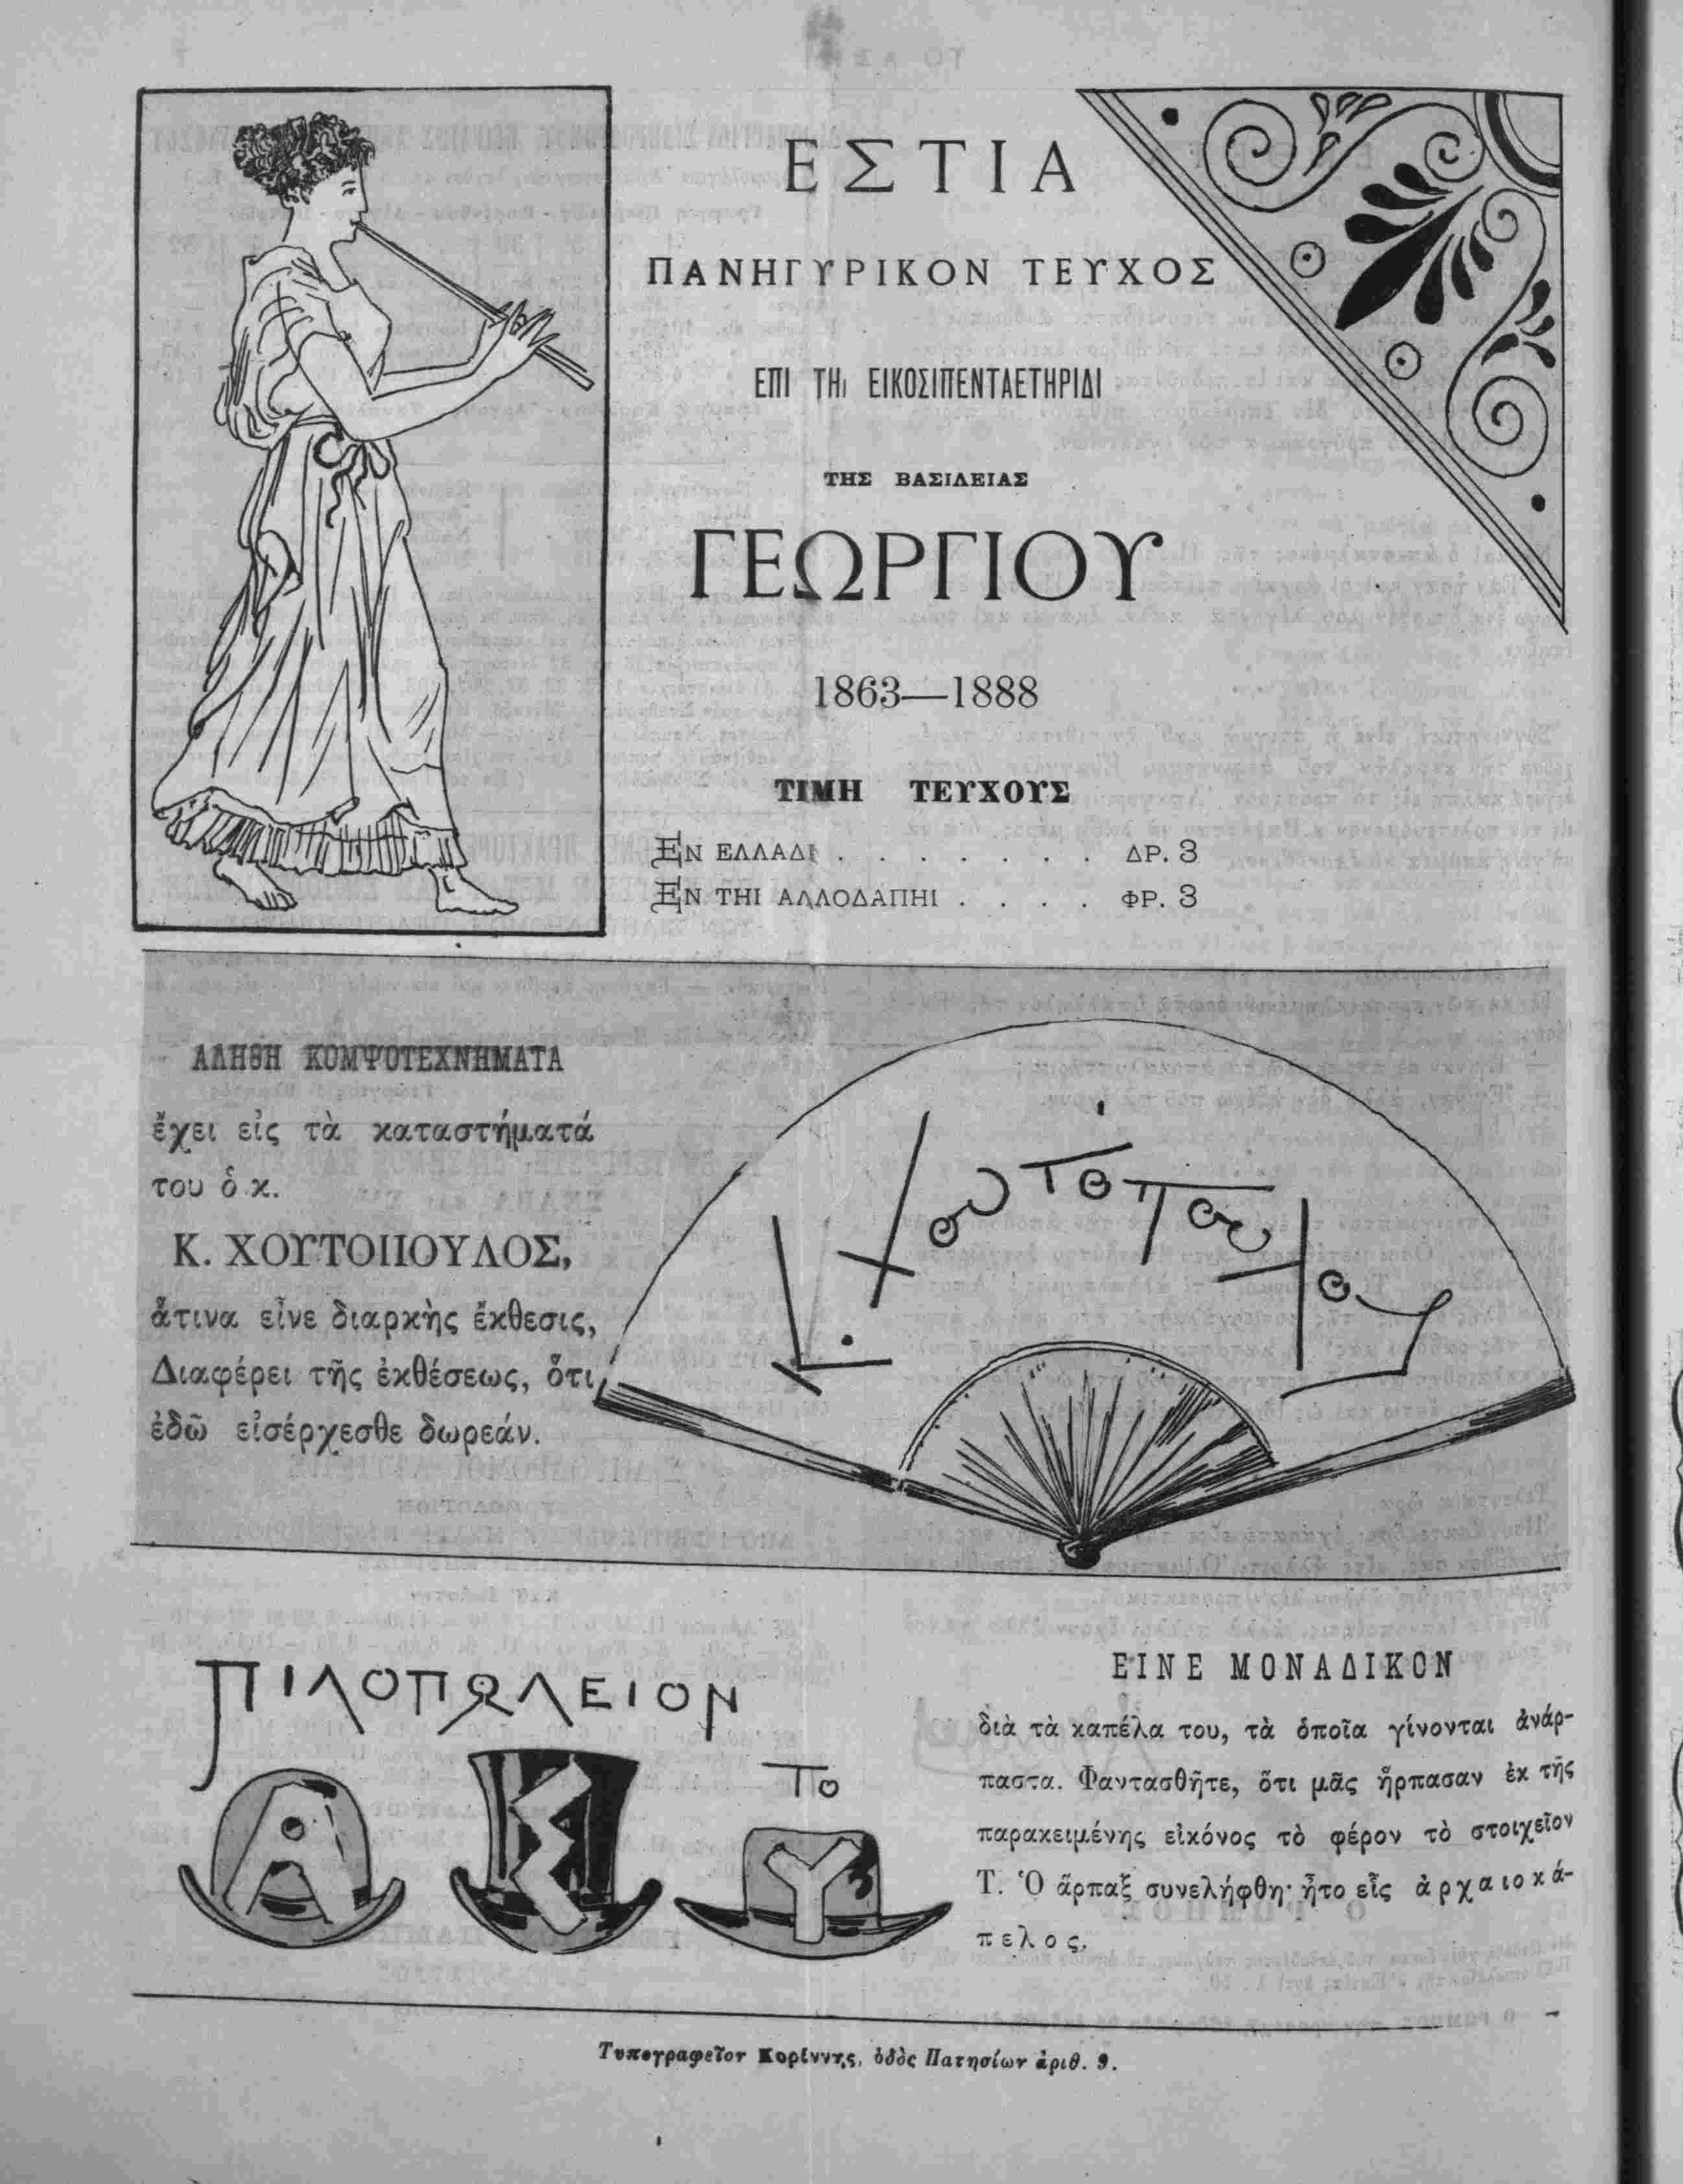 ΕΣΤΙΑ
ΠΑΝΗΓΥΡΙΚΟΝ ΤΕΥΧΟΣ
ΕΠΙ ΤΗι ΕΙΚΟΣΙΠΕΝΤΑΕΤΗΡΙΔΙ
ΤΗΣ ΒΑΣΙΛΕΙΑΣ
ΓΕΩΡΓΙΟΥ
1863—1888
ΤΙΜΗ ΤΕΥΧΟΥΣ
ΕΝ ΕΛΛΑΔΙ . . . . . . . . ΔΡ. 3
ΕΝ ΤΗΙ ΑΛΛΟΔΑΠΗΙ . . . . ΦΡ. 3
ΑΛΗΘΗ ΚΟΜΨΟΤΕΧΝΗΜΑΤΑ
ἔχει εἰς τὰ καταστήματά
του ὁ κ.
Κ. ΧΟΥΤΟΠΟΥΛΟΣ,
ἅτινα εἶνε διαρκὴς ἔκθεσις,
Διαφέρει τῆς ἐκθέσεως, ὅτι
ἐδῶ εἰσέρχεσθε δωρεάν.
Κ. Χουτοπουλος
ΠΙΛΟΠΩΛΕΙΟΝ
Το
Α Ξ Υ
ΕΙΝΕ ΜΟΝΑΔΙΚΟΝ
διὰ τὰ καπέλα του, τὰ ὁποῖα γίνονται ἀνάρ-
παστα. Φαντασθῆτε, ὅτι μᾶς ἥρπασαν ἐκ τῆς
παρακειμένης εἰκόνος τὸ φέρον τὸ στοιχεῖον
Τ. Ὁ ἅρπαξ συνελήφθη· ἦτο εἷς ἀρχαιοκά-
πελος.
Τυπογραφεῖον Κορίννης, ὁδὸς Πατησίων ἀριθ. 9.